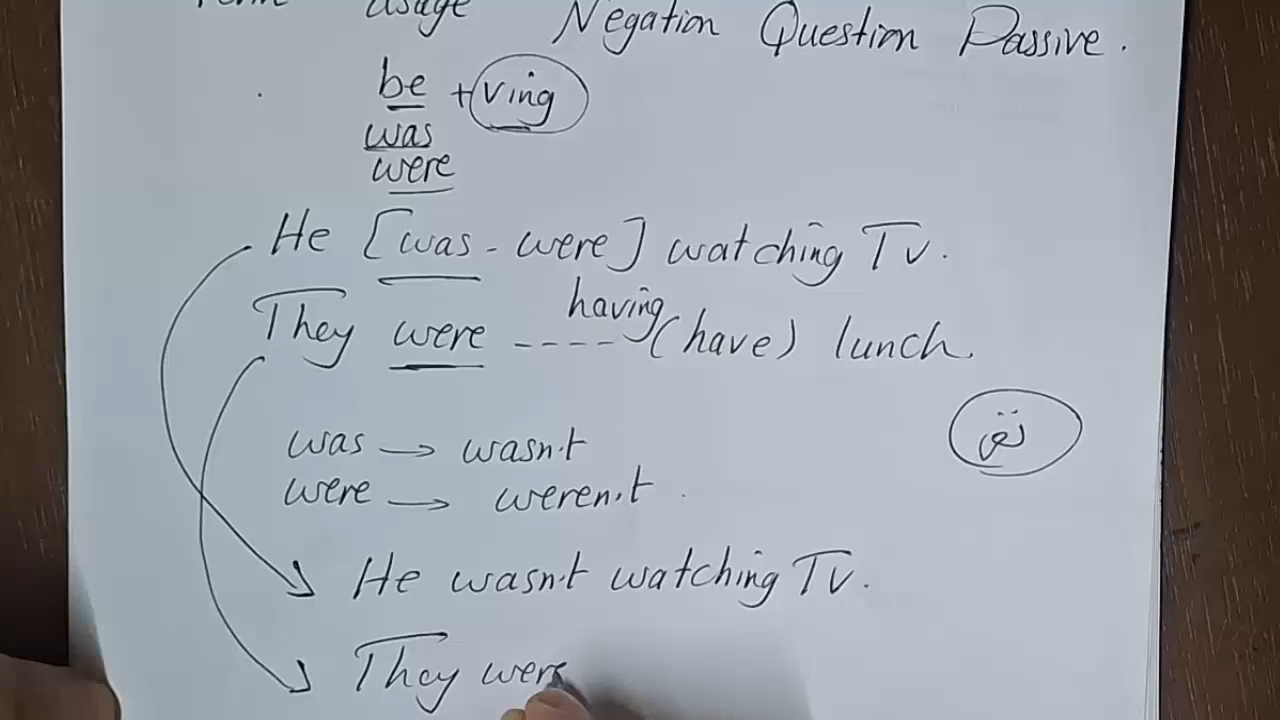 usage Negation Question Passive.
be + ving
was
were
He [was - were] watching Tv.
having
They were ---- (have) lunch.
was → wasn't
were → weren't
He wasn't watching Tv.
They were